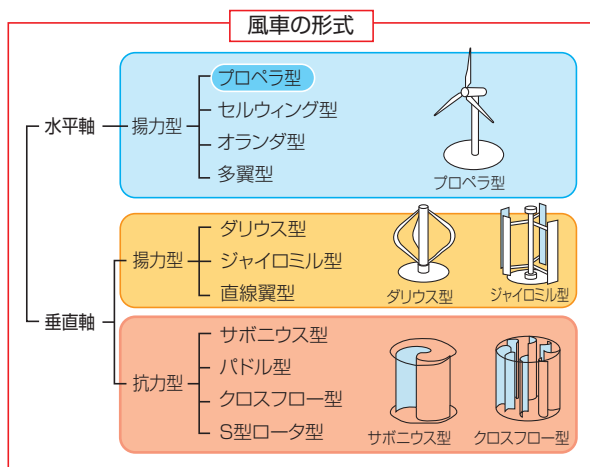 風車の形式
水平軸
揚力型
プロペラ型
セルウィング型
オランダ型
多翼型
プロペラ型
垂直軸
揚力型
ダリウス型
ジャイロミル型
直線翼型
ダリウス型
ジャイロミル型
抗力型
サボニウス型
パドル型
クロスフロー型
S型ロータ型
サボニウス型
クロスフロー型